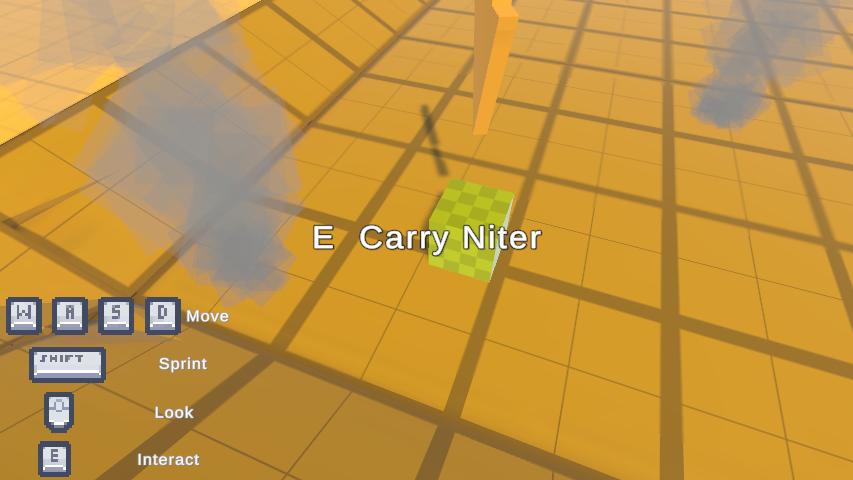 E Carry Niter
W A S D Move
SHIFT Sprint
Look
E Interact